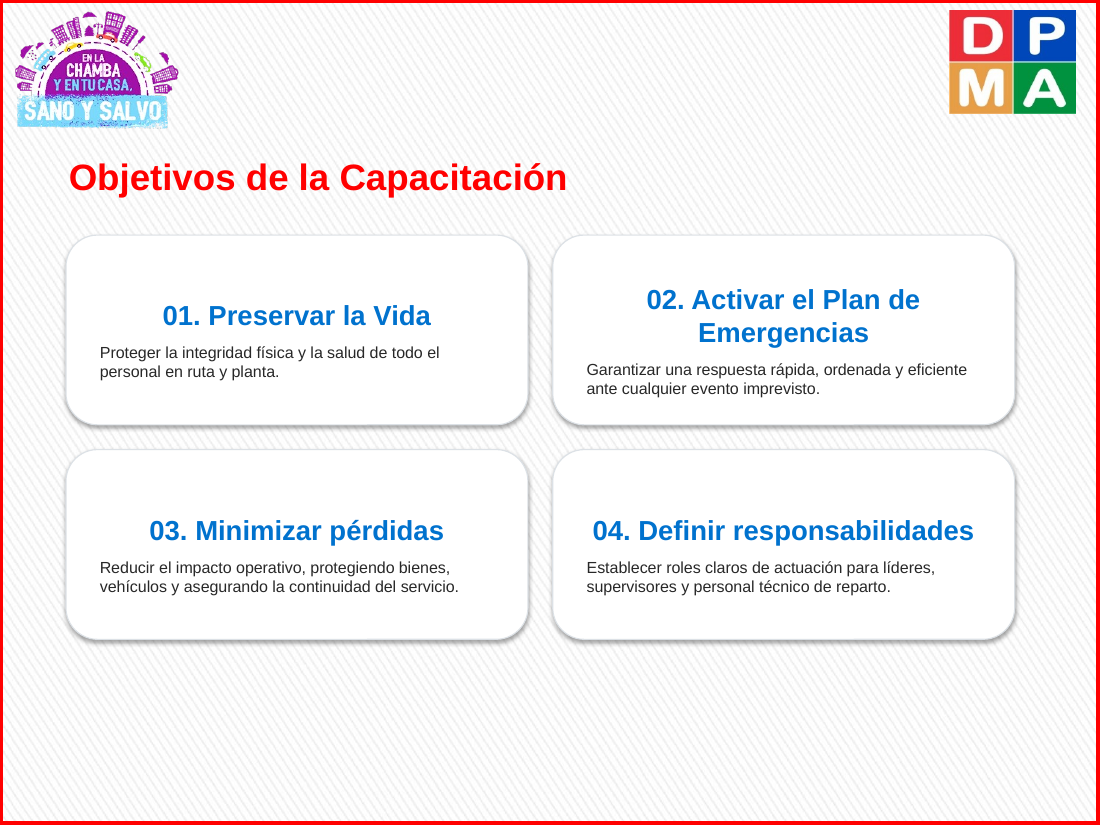 EN LA
CHAMBA
Y EN TU CASA,
SANO Y SALVO
D P
M A
Objetivos de la Capacitación
01. Preservar la Vida
Proteger la integridad física y la salud de todo el
personal en ruta y planta.
02. Activar el Plan de
Emergencias
Garantizar una respuesta rápida, ordenada y eficiente
ante cualquier evento imprevisto.
03. Minimizar pérdidas
Reducir el impacto operativo, protegiendo bienes,
vehículos y asegurando la continuidad del servicio.
04. Definir responsabilidades
Establecer roles claros de actuación para líderes,
supervisores y personal técnico de reparto.